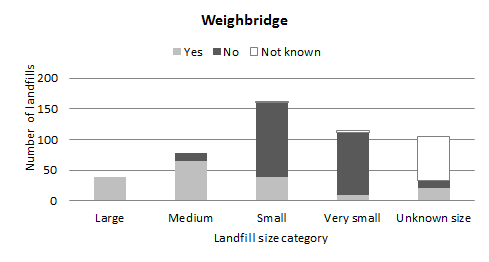 Weighbridge
Yes No Not known
Number of landfills
200
150
100
50
0
Large Medium Small Very small Unknown size
Landfill size category